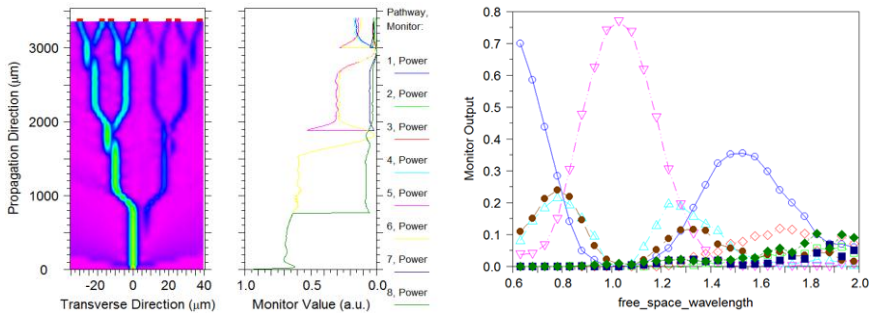 Pathway,
Monitor:
1, Power
2, Power
3, Power
4, Power
5, Power
6, Power
7, Power
8, Power
Propagation Direction (μm)
3000
2000
1000
0
-20 0 20 40
Transverse Direction (μm)
1.0 0.5 0.0
Monitor Value (a.u.)
Monitor Output
0.8
0.7
0.6
0.5
0.4
0.3
0.2
0.1
0.0
0.6 0.8 1.0 1.2 1.4 1.6 1.8 2.0
free_space_wavelength